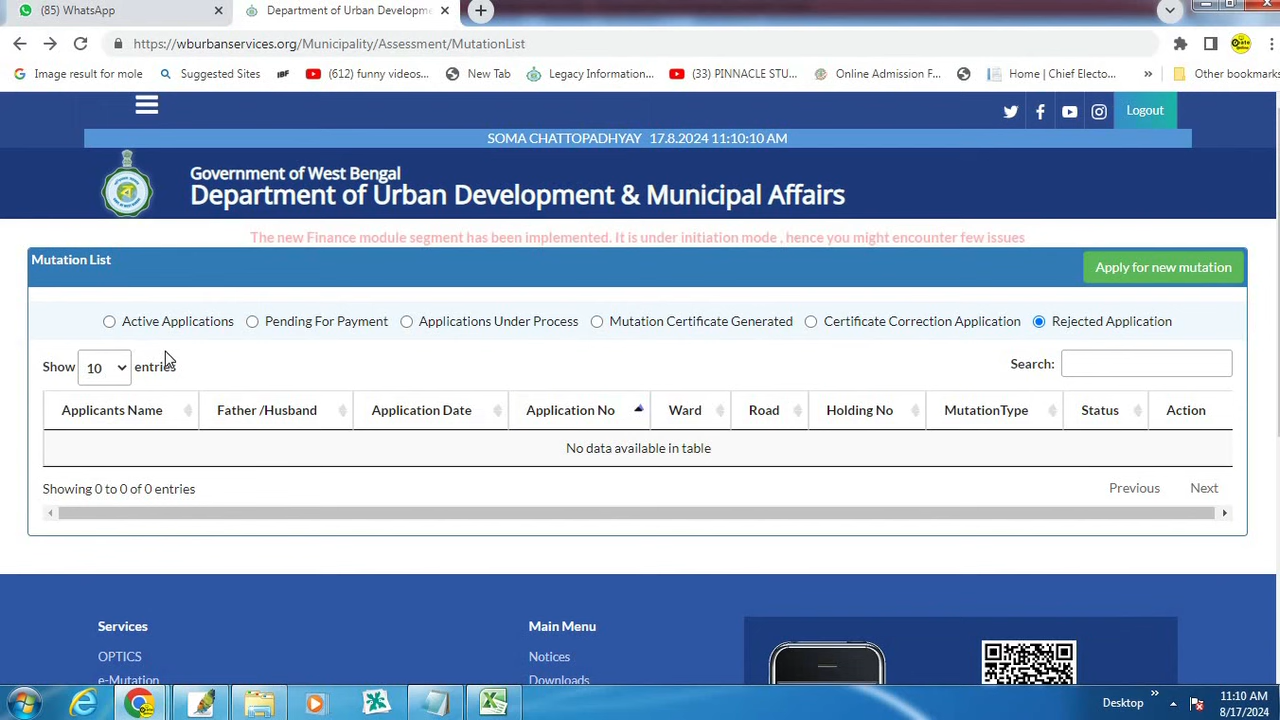 (85) WhatsApp
Department of Urban Developm
https://wburbanservices.org/Municipality/Assessment/MutationList
Image result for mole
Suggested Sites
(612) funny videos...
New Tab
Legacy Information...
(33) PINNACLE STU...
Online Admission F...
Home | Chief Electo...
»
Other bookmarks
Logout
SOMA CHATTOPADHYAY 17.8.2024 11:10:10 AM
Government of West Bengal
Department of Urban Development & Municipal Affairs
The new Finance module segment has been implemented. It is under initiation mode , hence you might encounter few issues
Mutation List
Apply for new mutation
Active Applications
Pending For Payment
Applications Under Process
Mutation Certificate Generated
Certificate Correction Application
Rejected Application
Show 10 entries
Search:
Applicants Name
Father /Husband
Application Date
Application No
Ward
Road
Holding No
MutationType
Status
Action
No data available in table
Showing 0 to 0 of 0 entries
Previous
Next
Services
Main Menu
OPTICS
Notices
e-Mutation
Downloads
Desktop
»
11:10 AM
8/17/2024